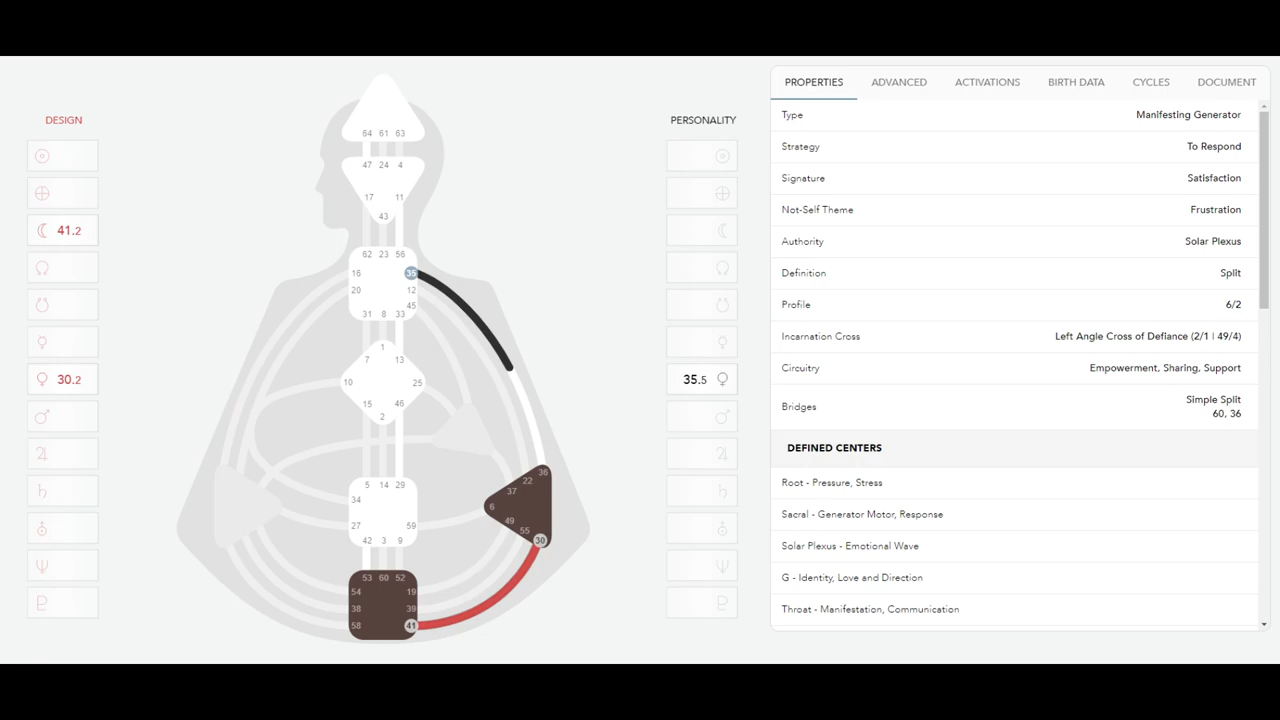 PROPERTIES ADVANCED ACTIVATIONS BIRTH DATA CYCLES DOCUMENT
DESIGN
PERSONALITY
41.2
30.2
35.5
64 61 63
47 24 4
17 11
43
62 23 56
16 35
20 12
45
31 8 33
1
7 13
10 25
15 46
2
5 14 29
34
27 59
42 3 9
36
22
37
6
49
55
30
53 60 52
54 19
38 39
58 41
Type Manifesting Generator
Strategy To Respond
Signature Satisfaction
Not-Self Theme Frustration
Authority Solar Plexus
Definition Split
Profile 6/2
Incarnation Cross Left Angle Cross of Defiance (2/1 | 49/4)
Circuitry Empowerment, Sharing, Support
Bridges Simple Split
60, 36
DEFINED CENTERS
Root - Pressure, Stress
Sacral - Generator Motor, Response
Solar Plexus - Emotional Wave
G - Identity, Love and Direction
Throat - Manifestation, Communication